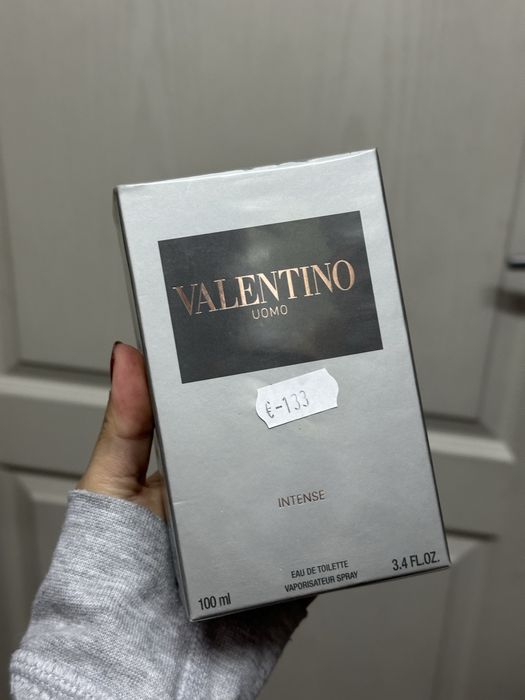 VALENTINO
UOMO
€-133
INTENSE
EAU DE TOILETTE
VAPORISATEUR SPRAY
100 ml
3.4 FL.OZ.